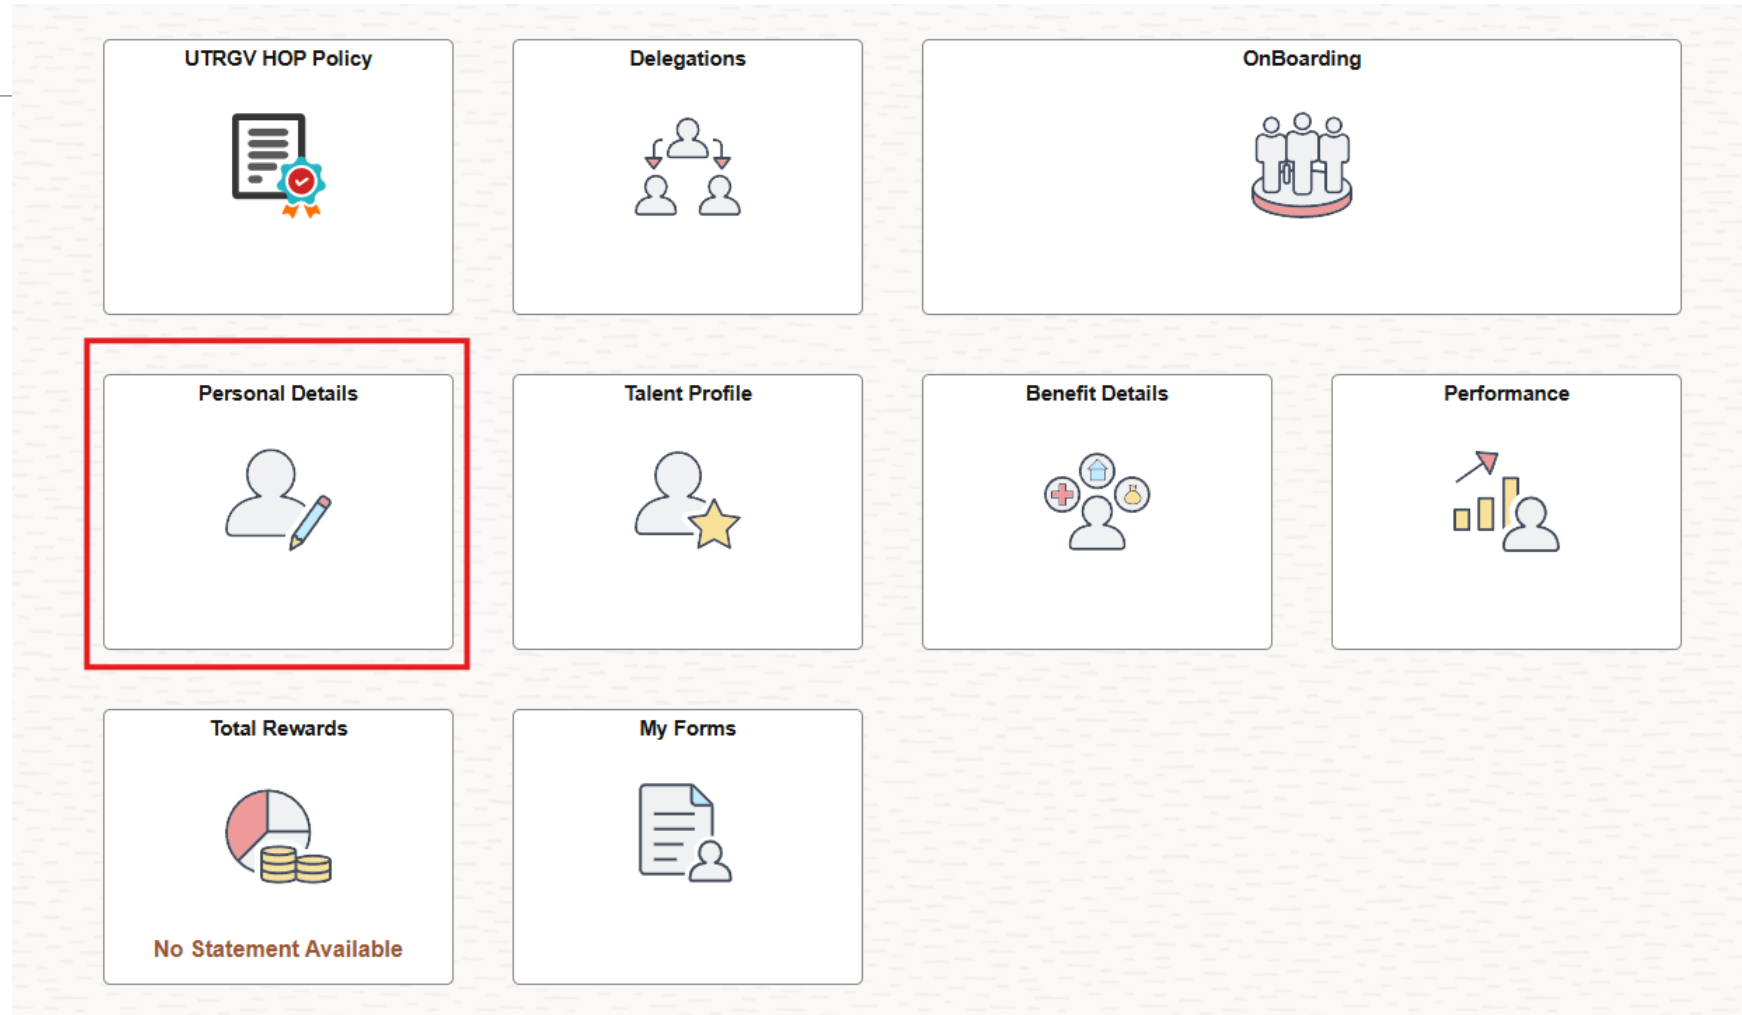 UTRGV HOP Policy
Delegations
OnBoarding
Personal Details
Talent Profile
Benefit Details
Performance
Total Rewards
No Statement Available
My Forms